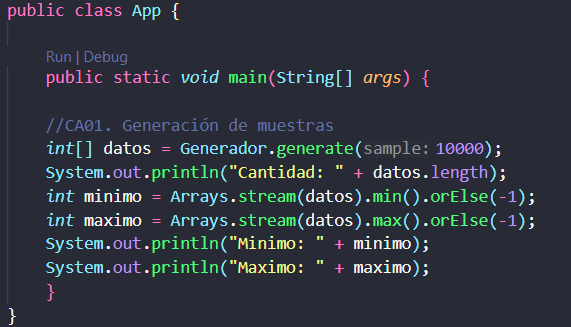 public class App {
Run | Debug
public static void main(String[] args) {
//CA01. Generación de muestras
int[] datos = Generador.generate(sample: 10000);
System.out.println("Cantidad: " + datos.length);
int minimo = Arrays.stream(datos).min().orElse(-1);
int maximo = Arrays.stream(datos).max().orElse(-1);
System.out.println("Minimo: " + minimo);
System.out.println("Maximo: " + maximo);
}
}